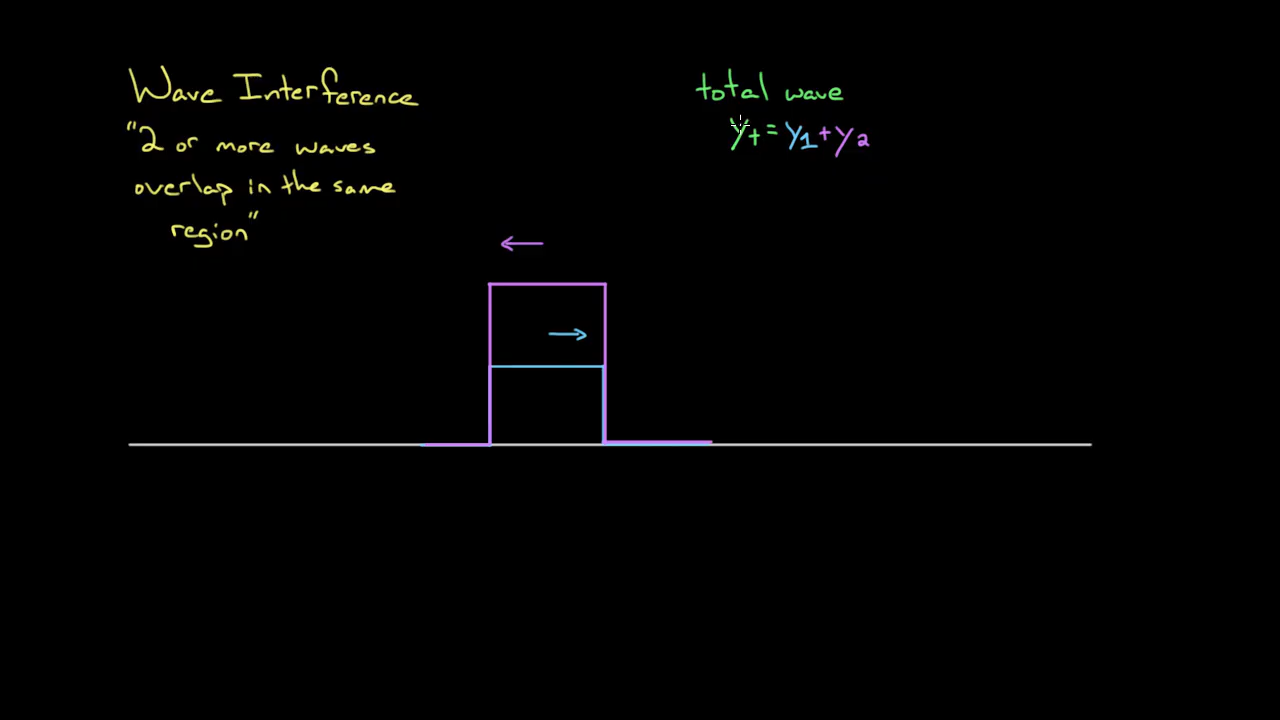 Wave Interference
"2 or more waves
overlap in the same
region"
total wave
yt = y1 + y2